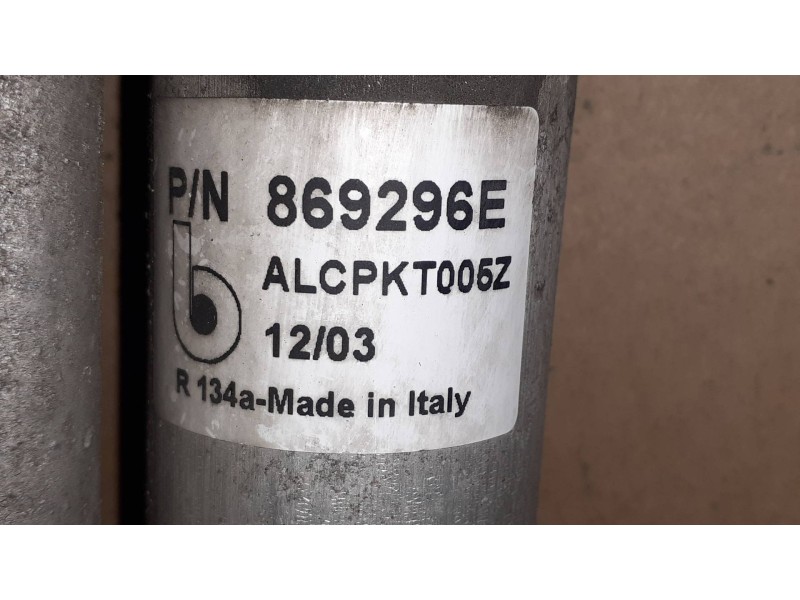 P/N 869296E
ALCPKT005Z
12/03
R 134a-Made in Italy